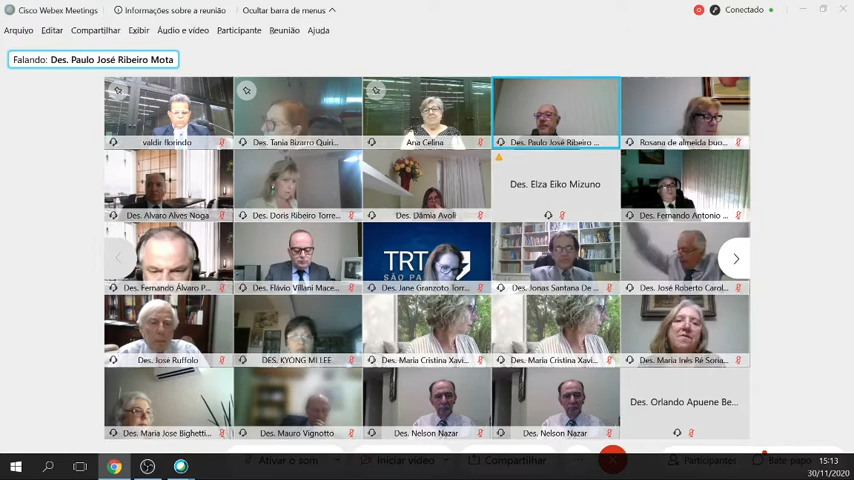 Cisco Webex Meetings
Informações sobre a reunião
Ocultar barra de menus
Conectado
Arquivo Editar Compartilhar Exibir Áudio e vídeo Participante Reunião Ajuda
Falando: Des. Paulo José Ribeiro Mota
valdir florindo
Des. Tania Bizarro Quiri...
Ana Celina
Des. Paulo José Ribeiro ...
Rosana de almeida buo...
Des. Álvaro Alves Noga
Des. Doris Ribeiro Torre...
Des. Dâmia Avoli
Des. Elza Eiko Mizuno
Des. Fernando Antonio ...
TRT
SÃO PA
Des. Fernando Álvaro P...
Des. Flávio Villani Mace...
Des. Jane Granzoto Torr...
Des. Jonas Santana De ...
Des. José Roberto Carol...
Des. José Ruffolo
DES. KYONG MI LEE
Des. Maria Cristina Xavi...
Des. Maria Cristina Xavi...
Des. Maria Inês Ré Soria...
Des. Maria Jose Bighetti...
Des. Mauro Vignotto
Des. Nelson Nazar
Des. Nelson Nazar
Des. Orlando Apuene Be...
Ativar o som
Iniciar vídeo
Compartilhar
Participantes
Bate-papo
15:13
30/11/2020